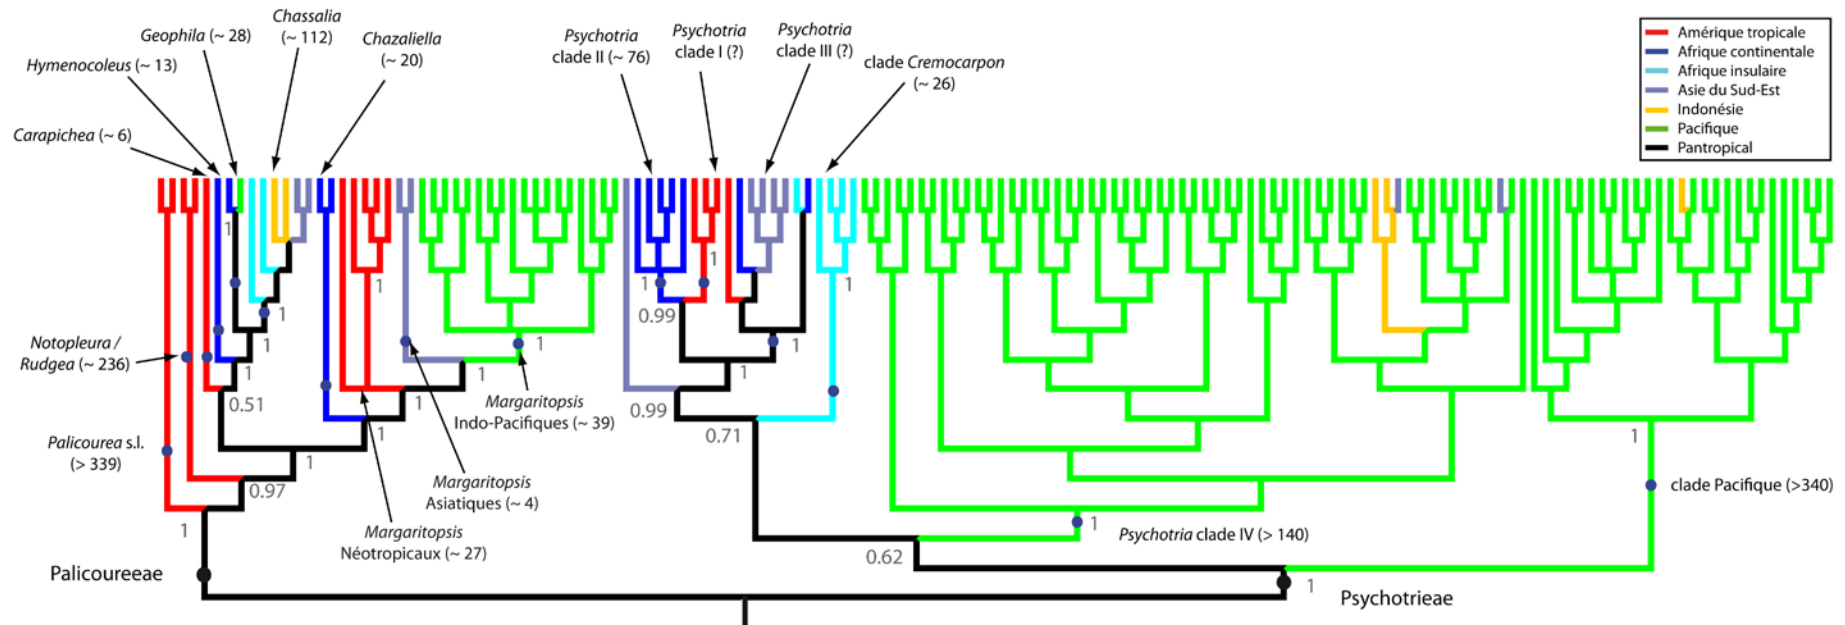 Chassalia
(~ 112)
Geophila (~ 28)
Chazaliella
(~ 20)
Hymenocoleus (~ 13)
Carapichea (~ 6)
Psychotria
clade II (~ 76)
Psychotria
clade I (?)
Psychotria
clade III (?)
clade Cremocarpon
(~ 26)
Amérique tropicale
Afrique continentale
Afrique insulaire
Asie du Sud-Est
Indonésie
Pacifique
Pantropical
1
1
1
1
0.51
1
1
1
1
1
0.97
1
1
1
0.99
1
1
1
0.99
0.71
1
0.62
1
1
Notopleura /
Rudgea (~ 236)
Palicourea s.l.
(> 339)
Margaritopsis
Indo-Pacifiques (~ 39)
Margaritopsis
Asiatiques (~ 4)
Margaritopsis
Néotropicaux (~ 27)
Psychotria clade IV (> 140)
clade Pacifique (>340)
Palicoureeae
Psychotrieae